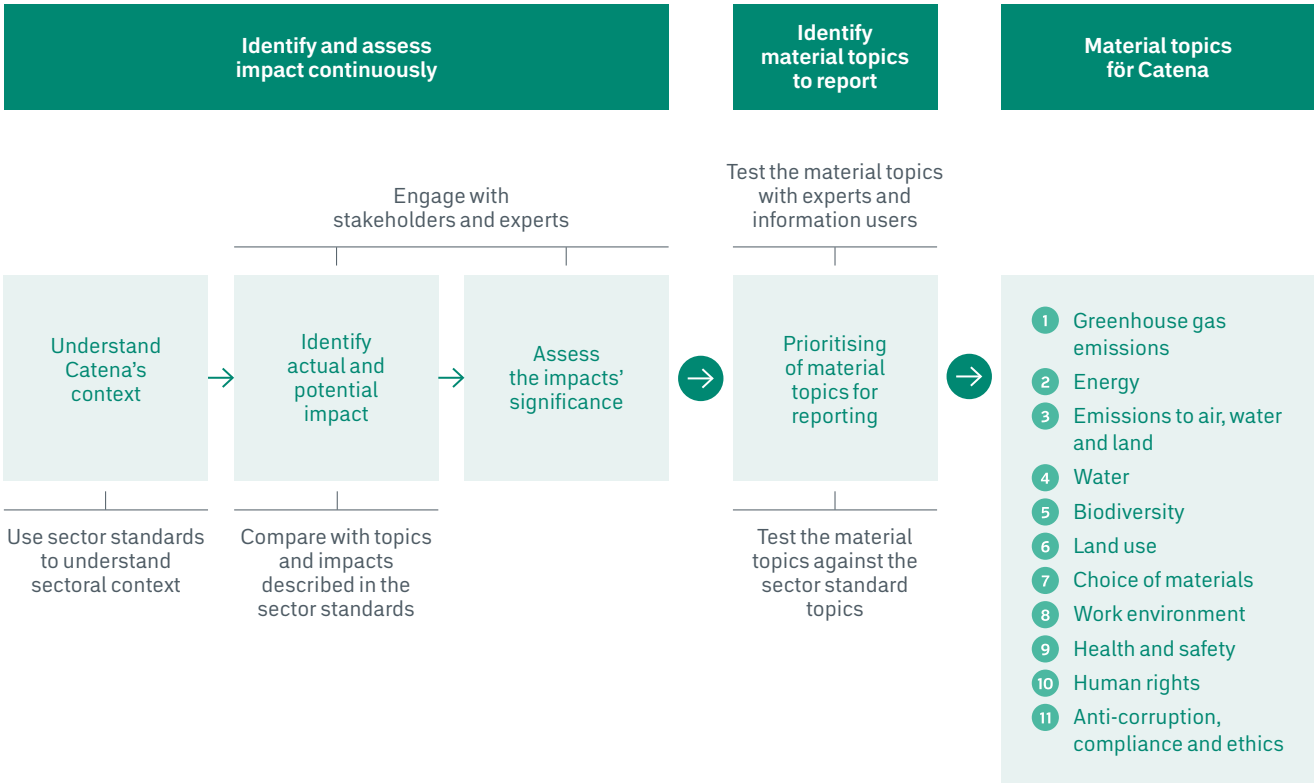 Identify and assess
impact continuously
Identify
material topics
to report
Material topics
för Catena
Engage with
stakeholders and experts
Test the material topics
with experts and
information users
Understand
Catena's
context
Identify
actual and
potential
impact
Assess
the impacts'
significance
Prioritising
of material
topics for
reporting
Use sector standards
to understand
sectoral context
Compare with topics
and impacts
described in the
sector standards
Test the material
topics against the
sector standard
topics
1 Greenhouse gas
emissions
2 Energy
3 Emissions to air, water
and land
4 Water
5 Biodiversity
6 Land use
7 Choice of materials
8 Work environment
9 Health and safety
10 Human rights
11 Anti-corruption,
compliance and ethics